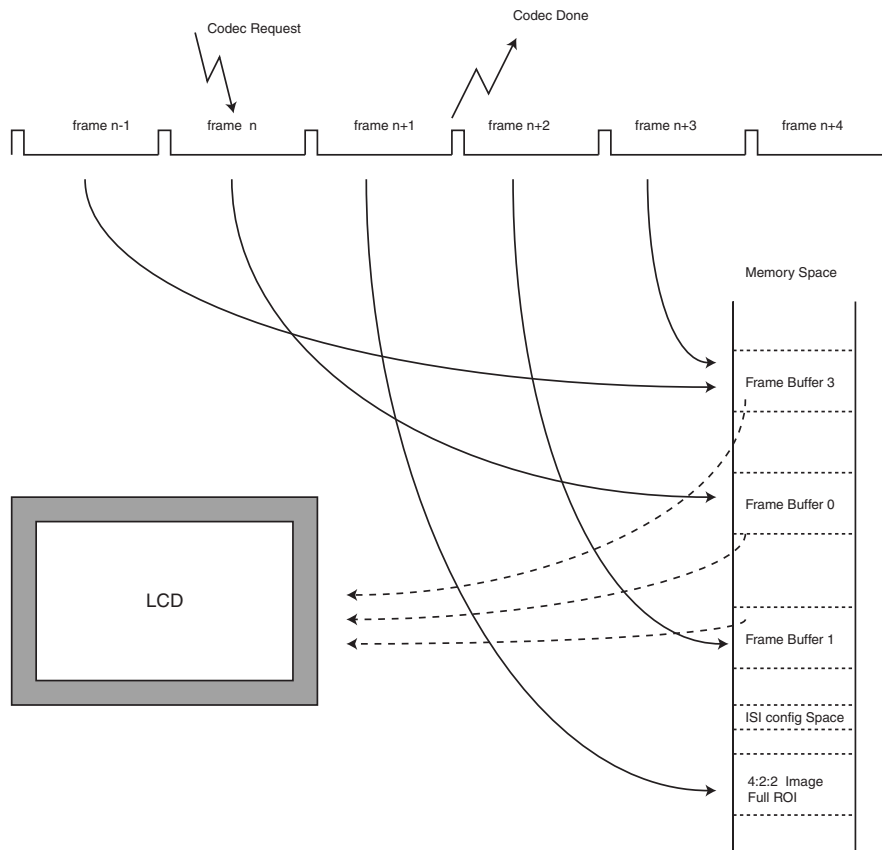 Codec Request
Codec Done
frame n-1
frame n
frame n+1
frame n+2
frame n+3
frame n+4
Memory Space
Frame Buffer 3
Frame Buffer 0
LCD
Frame Buffer 1
ISI config Space
4:2:2 Image
Full ROI